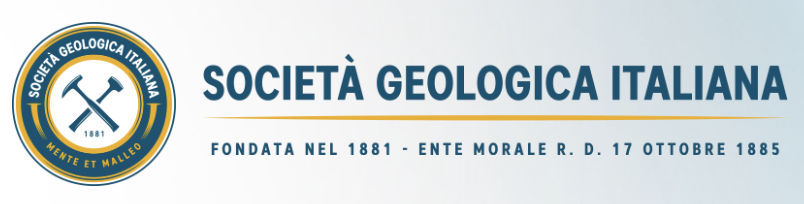 SOCIETÀ GEOLOGICA ITALIANA
1881
MENTE ET MALLEO
SOCIETÀ GEOLOGICA ITALIANA
FONDATA NEL 1881 - ENTE MORALE R. D. 17 OTTOBRE 1885